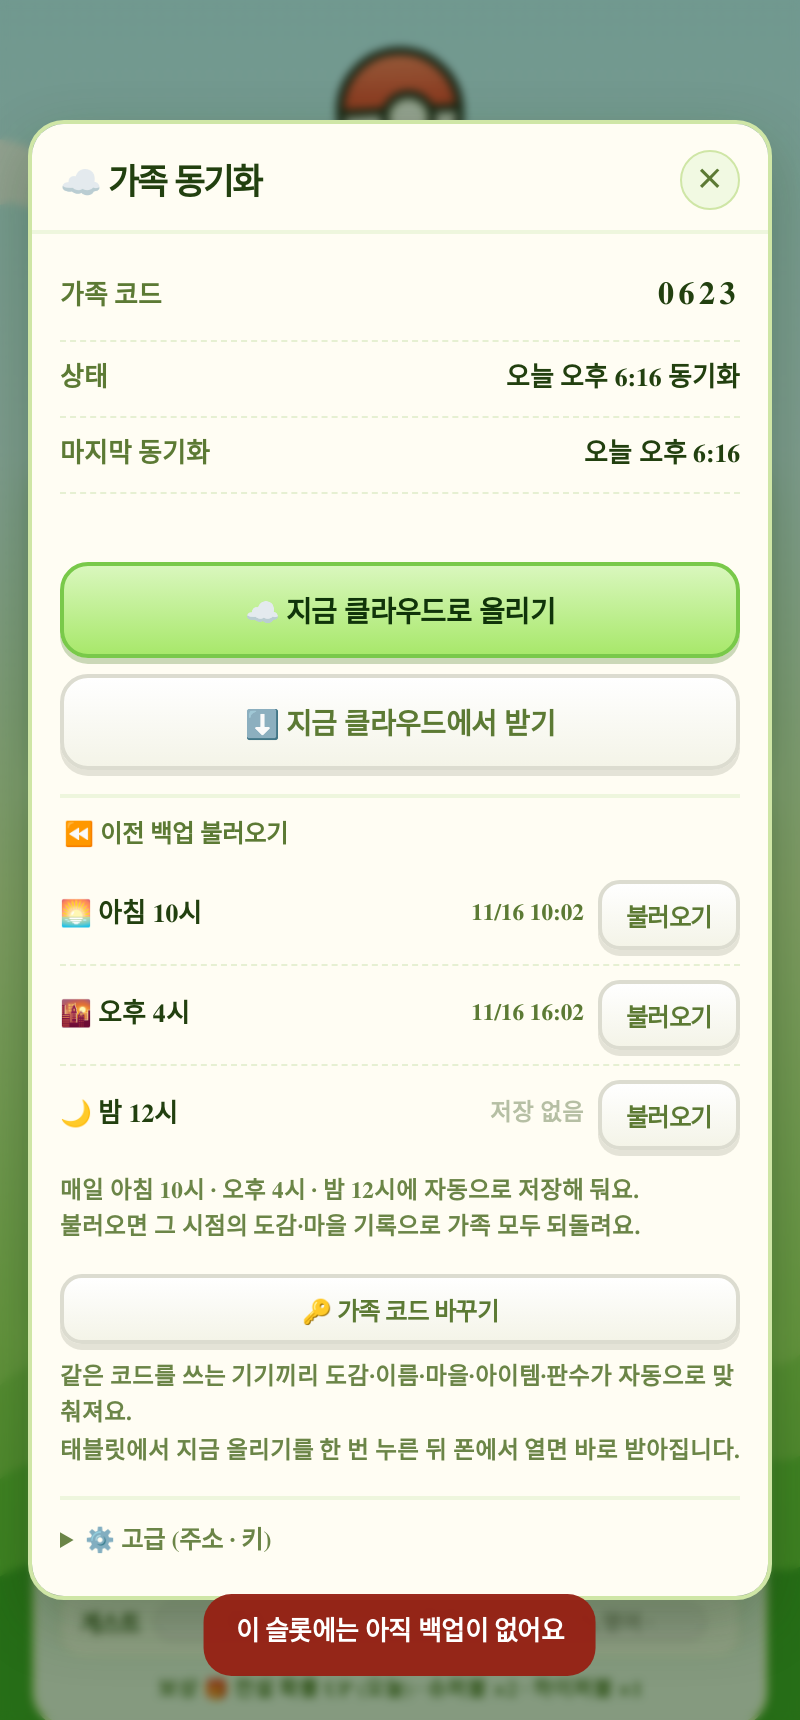 가족 동기화
가족 코드 0623
상태 오늘 오후 6:16 동기화
마지막 동기화 오늘 오후 6:16
지금 클라우드로 올리기
지금 클라우드에서 받기
이전 백업 불러오기
아침 10시 11/16 10:02 불러오기
오후 4시 11/16 16:02 불러오기
밤 12시 저장 없음 불러오기
매일 아침 10시 · 오후 4시 · 밤 12시에 자동으로 저장해 둬요.
불러오면 그 시점의 도감·마을 기록으로 가족 모두 되돌려요.
가족 코드 바꾸기
같은 코드를 쓰는 기기끼리 도감·이름·마을·아이템·판수가 자동으로 맞
춰져요.
태블릿에서 지금 올리기를 한 번 누른 뒤 폰에서 열면 바로 받아집니다.
고급 (주소 · 키)
이 슬롯에는 아직 백업이 없어요